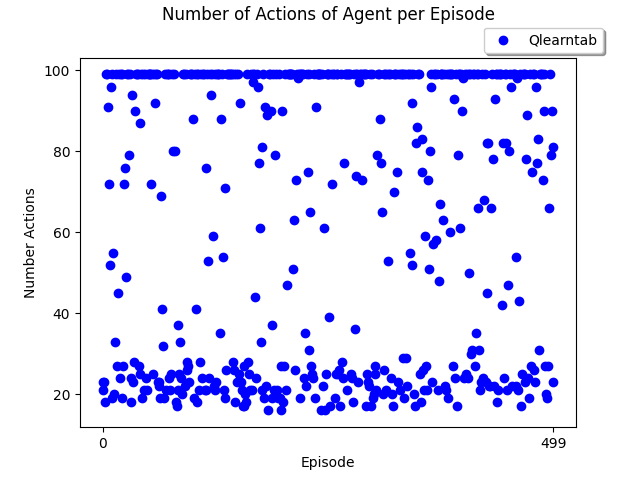 Number of Actions of Agent per Episode
Qlearntab
100
80
60
40
20
Number Actions
0
499
Episode